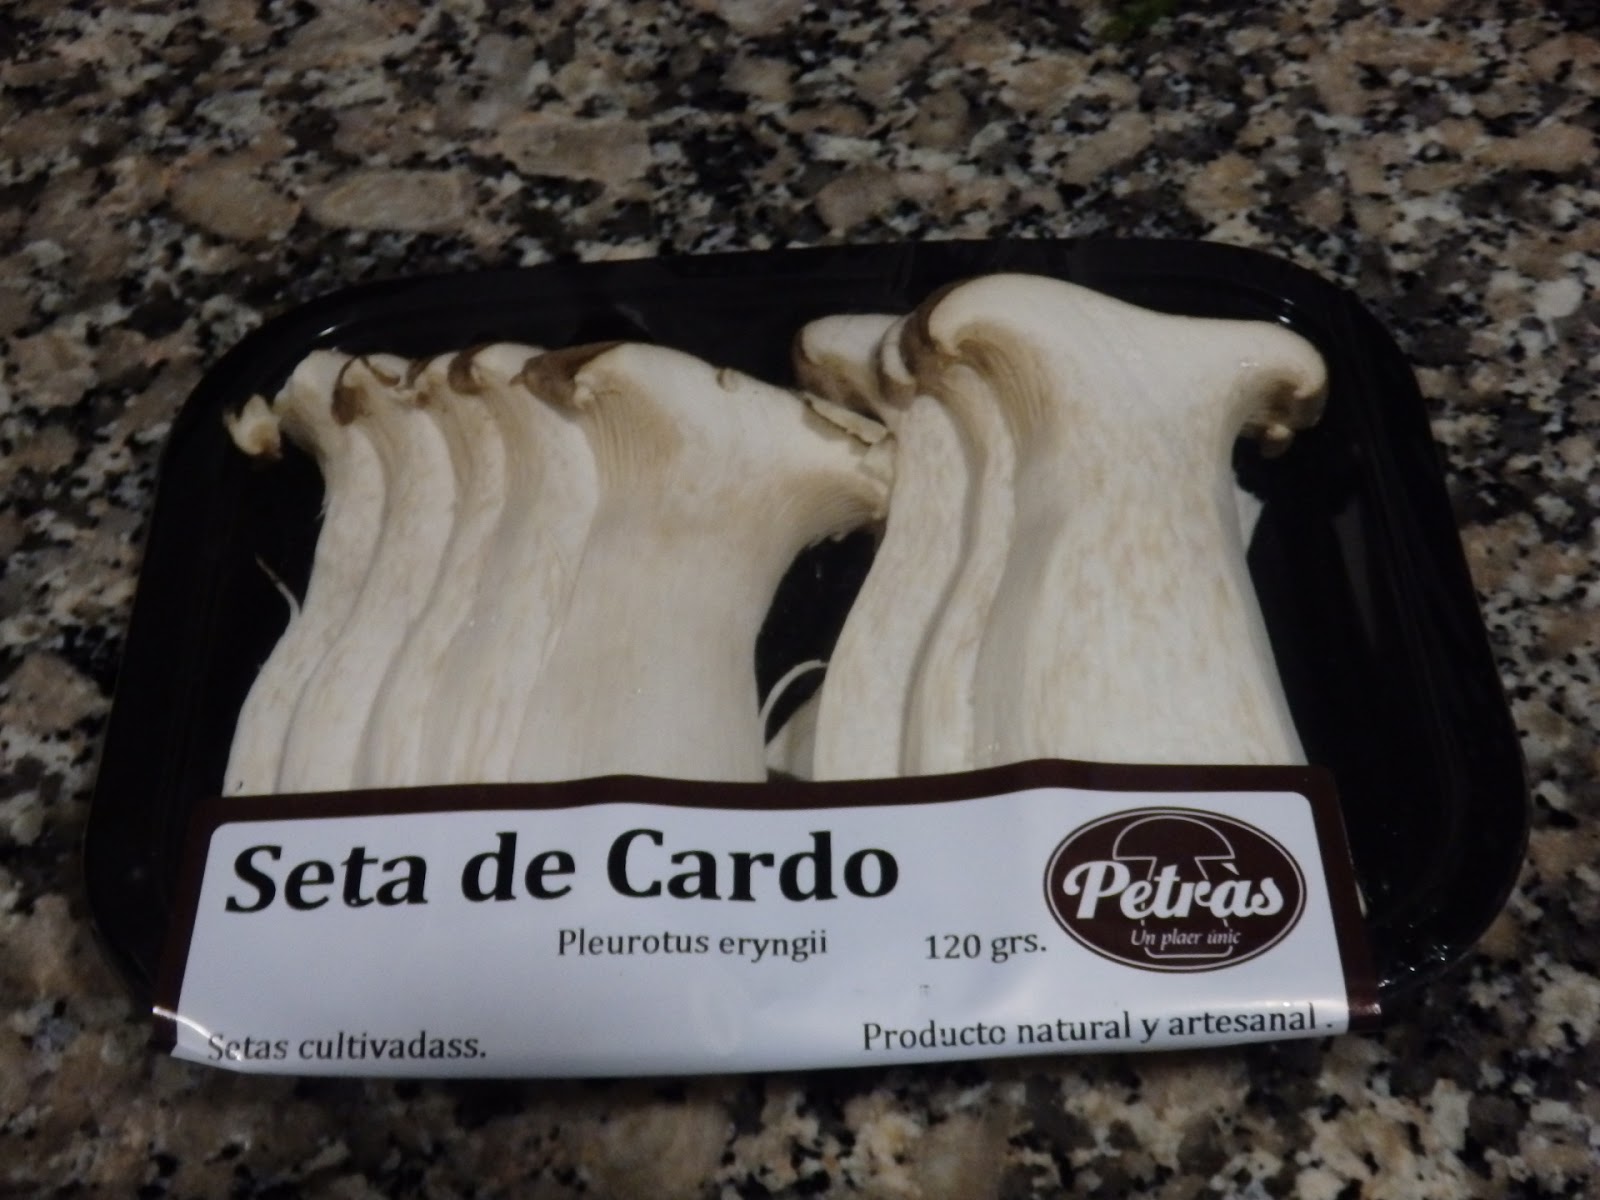 Seta de Cardo
Pleurotus eryngii
120 grs.
Petràs
Un plaer únic
Setas cultivadass.
Producto natural y artesanal .